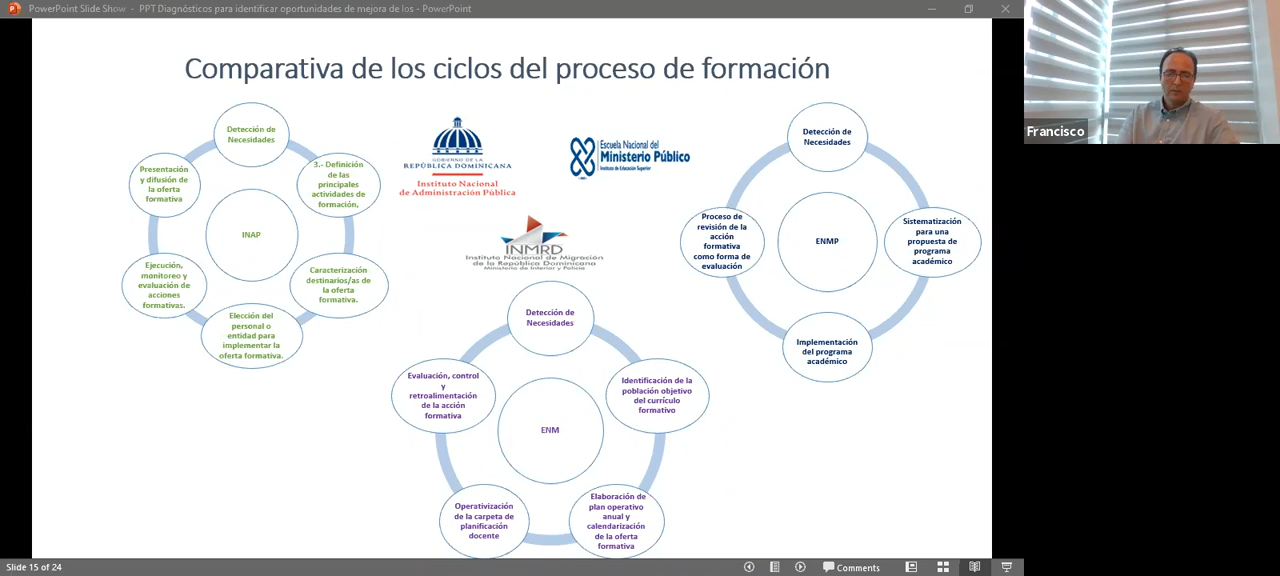 PowerPoint Slide Show - PPT Diagnósticos para identificar oportunidades de mejora de los - PowerPoint
Comparativa de los ciclos del proceso de formación
Detección de
Necesidades
3.- Definición
de las
principales
actividades de
formación,
Caracterización
destinarios/as de
la oferta
formativa.
Elección del
personal o
entidad para
implementar la
oferta formativa.
Ejecución,
monitoreo y
evaluación de
acciones
formativas.
Presentación
y difusión de
la oferta
formativa
INAP
GOBIERNO DE LA
REPÚBLICA DOMINICANA
Instituto Nacional
de Administración Pública
Escuela Nacional del
Ministerio Público
Instituto de Educación Superior
INMRD
Instituto Nacional de Migración
de la República Dominicana
Ministerio de Interior y Policía
Detección de
Necesidades
Sistematización
para una
propuesta de
programa
académico
Implementación
del programa
académico
Proceso de
revisión de la
acción
formativa
como forma de
evaluación
ENMP
Detección de
Necesidades
Identificación de la
población objetivo
del currículo
formativo
Elaboración de
plan operativo
anual y
calendarización
de la oferta
formativa
Operativización
de la carpeta de
planificación
docente
Evaluación, control
y
retroalimentación
de la acción
formativa
ENM
Francisco
Slide 15 of 24
Comments